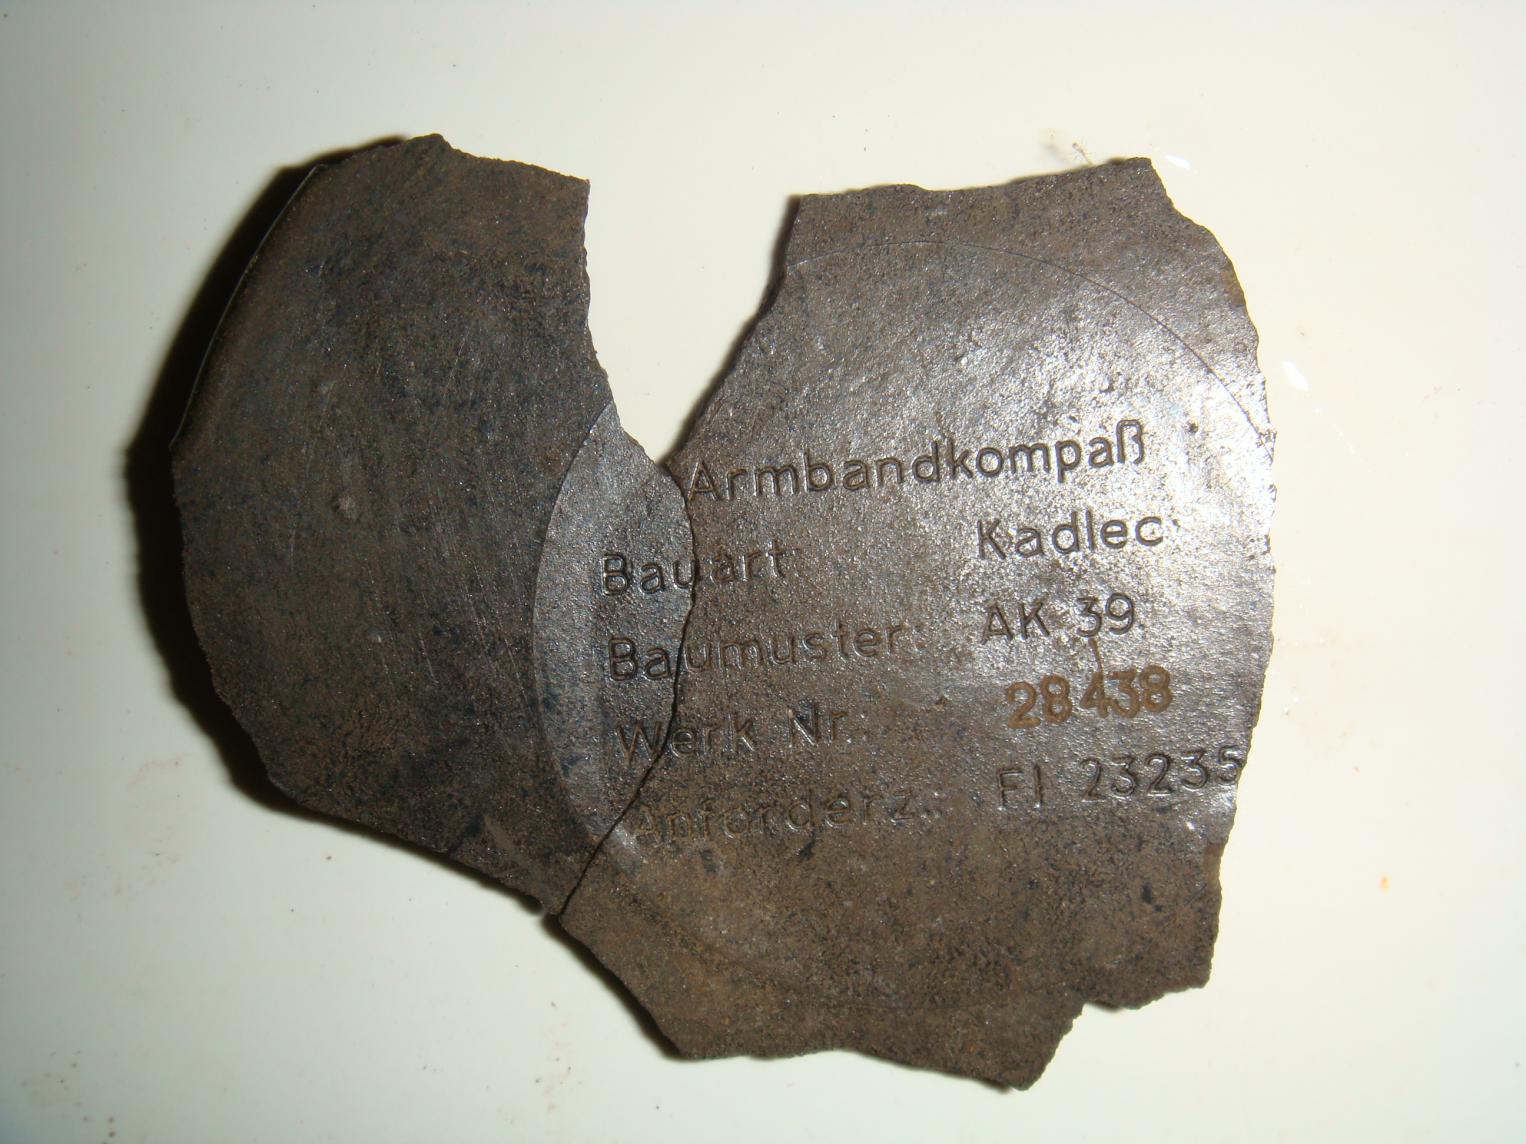 Armbandkompaß
Bauart: Kadlec
Baumuster: AK 39
Werk Nr.: 28438
Anforderz.: Fl 23235